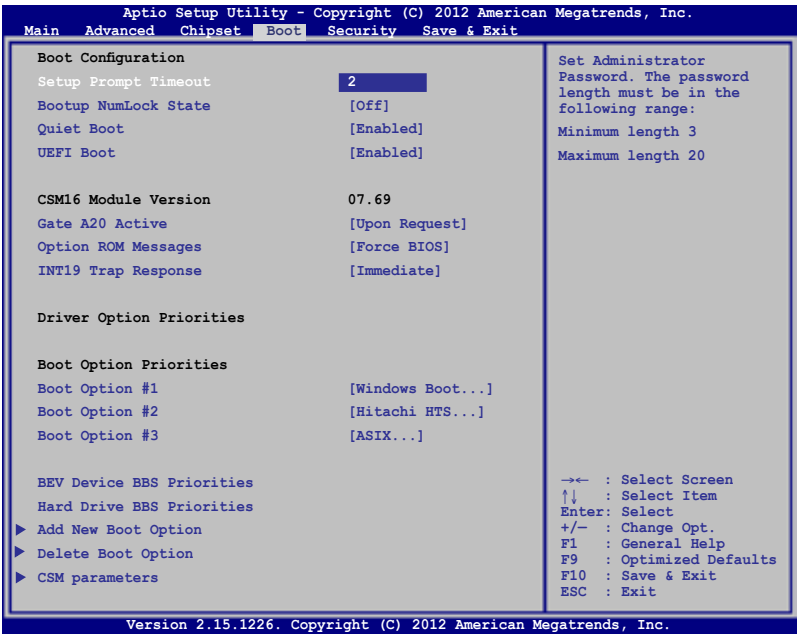 Aptio Setup Utility - Copyright (C) 2012 American Megatrends, Inc.
Main Advanced Chipset Boot Security Save & Exit
Boot Configuration
Setup Prompt Timeout 2
Bootup NumLock State [Off]
Quiet Boot [Enabled]
UEFI Boot [Enabled]
CSM16 Module Version 07.69
Gate A20 Active [Upon Request]
Option ROM Messages [Force BIOS]
INT19 Trap Response [Immediate]
Driver Option Priorities
Boot Option Priorities
Boot Option #1 [Windows Boot...]
Boot Option #2 [Hitachi HTS...]
Boot Option #3 [ASIX...]
BEV Device BBS Priorities
Hard Drive BBS Priorities
Add New Boot Option
Delete Boot Option
CSM parameters
Set Administrator
Password. The password
length must be in the
following range:
Minimum length 3
Maximum length 20
→← : Select Screen
↑↓ : Select Item
Enter: Select
+/— : Change Opt.
F1 : General Help
F9 : Optimized Defaults
F10 : Save & Exit
ESC : Exit
Version 2.15.1226. Copyright (C) 2012 American Megatrends, Inc.